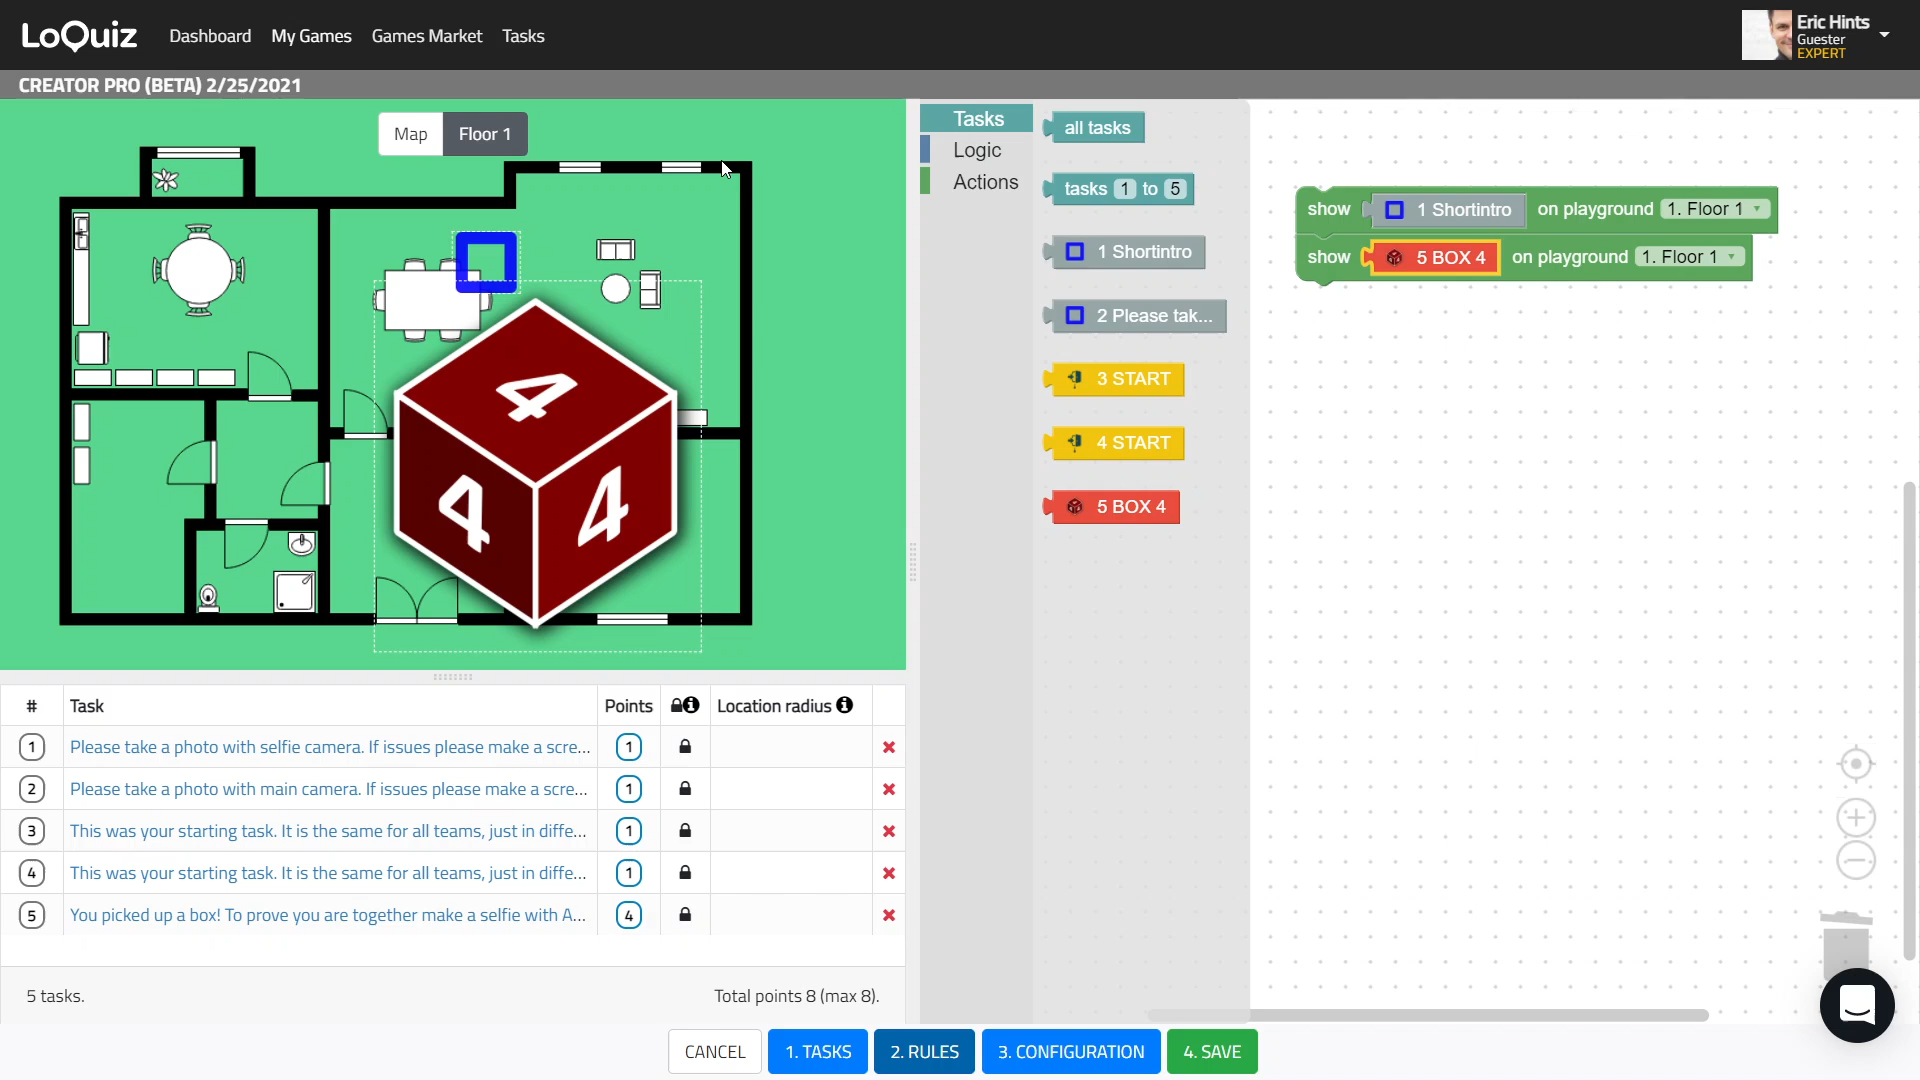 LoQuiz Dashboard My Games Games Market Tasks
Eric Hints
Guester
EXPERT
CREATOR PRO (BETA) 2/25/2021
Map Floor 1
4
4 4
Tasks
Logic
Actions
all tasks
tasks 1 to 5
1 Shortintro
2 Please tak...
3 START
4 START
5 BOX 4
show 1 Shortintro on playground 1. Floor 1
show 5 BOX 4 on playground 1. Floor 1
# Task Points Location radius
1 Please take a photo with selfie camera. If issues please make a scre... 1
2 Please take a photo with main camera. If issues please make a scre... 1
3 This was your starting task. It is the same for all teams, just in diffe... 1
4 This was your starting task. It is the same for all teams, just in diffe... 1
5 You picked up a box! To prove you are together make a selfie with A... 4
5 tasks. Total points 8 (max 8).
CANCEL 1. TASKS 2. RULES 3. CONFIGURATION 4. SAVE